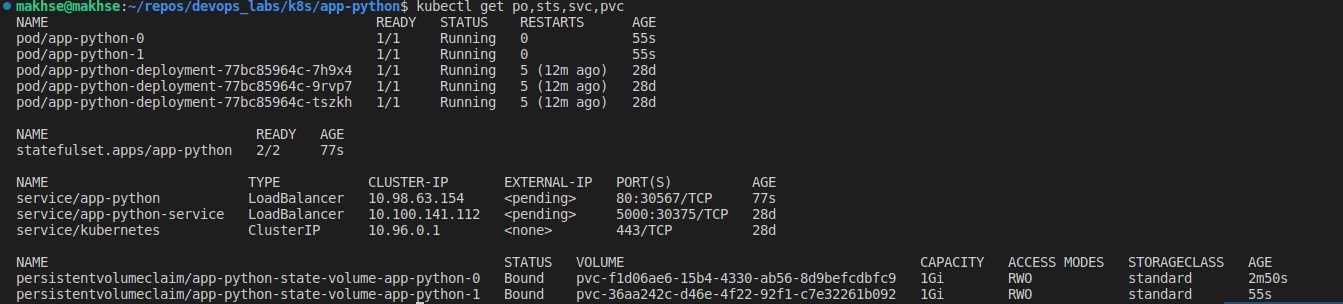 makhse@makhse:~/repos/devops_labs/k8s/app-python$ kubectl get po,sts,svc,pvc
NAME                                         READY   STATUS    RESTARTS      AGE
pod/app-python-0                             1/1     Running   0             55s
pod/app-python-1                             1/1     Running   0             55s
pod/app-python-deployment-77bc85964c-7h9x4   1/1     Running   5 (12m ago)   28d
pod/app-python-deployment-77bc85964c-9rvp7   1/1     Running   5 (12m ago)   28d
pod/app-python-deployment-77bc85964c-tszkh   1/1     Running   5 (12m ago)   28d
NAME                          READY   AGE
statefulset.apps/app-python   2/2     77s
NAME                         TYPE           CLUSTER-IP       EXTERNAL-IP   PORT(S)          AGE
service/app-python           LoadBalancer   10.98.63.154     <pending>     80:30567/TCP     77s
service/app-python-service   LoadBalancer   10.100.141.112   <pending>     5000:30375/TCP   28d
service/kubernetes           ClusterIP      10.96.0.1        <none>        443/TCP          28d
NAME                                                         STATUS   VOLUME                                     CAPACITY   ACCESS MODES   STORAGECLASS   AGE
persistentvolumeclaim/app-python-state-volume-app-python-0   Bound    pvc-f1d06ae6-15b4-4330-ab56-8d9befcdbfc9   1Gi        RWO            standard       2m50s
persistentvolumeclaim/app-python-state-volume-app-python-1   Bound    pvc-36aa242c-d46e-4f22-92f1-c7e32261b092   1Gi        RWO            standard       55s